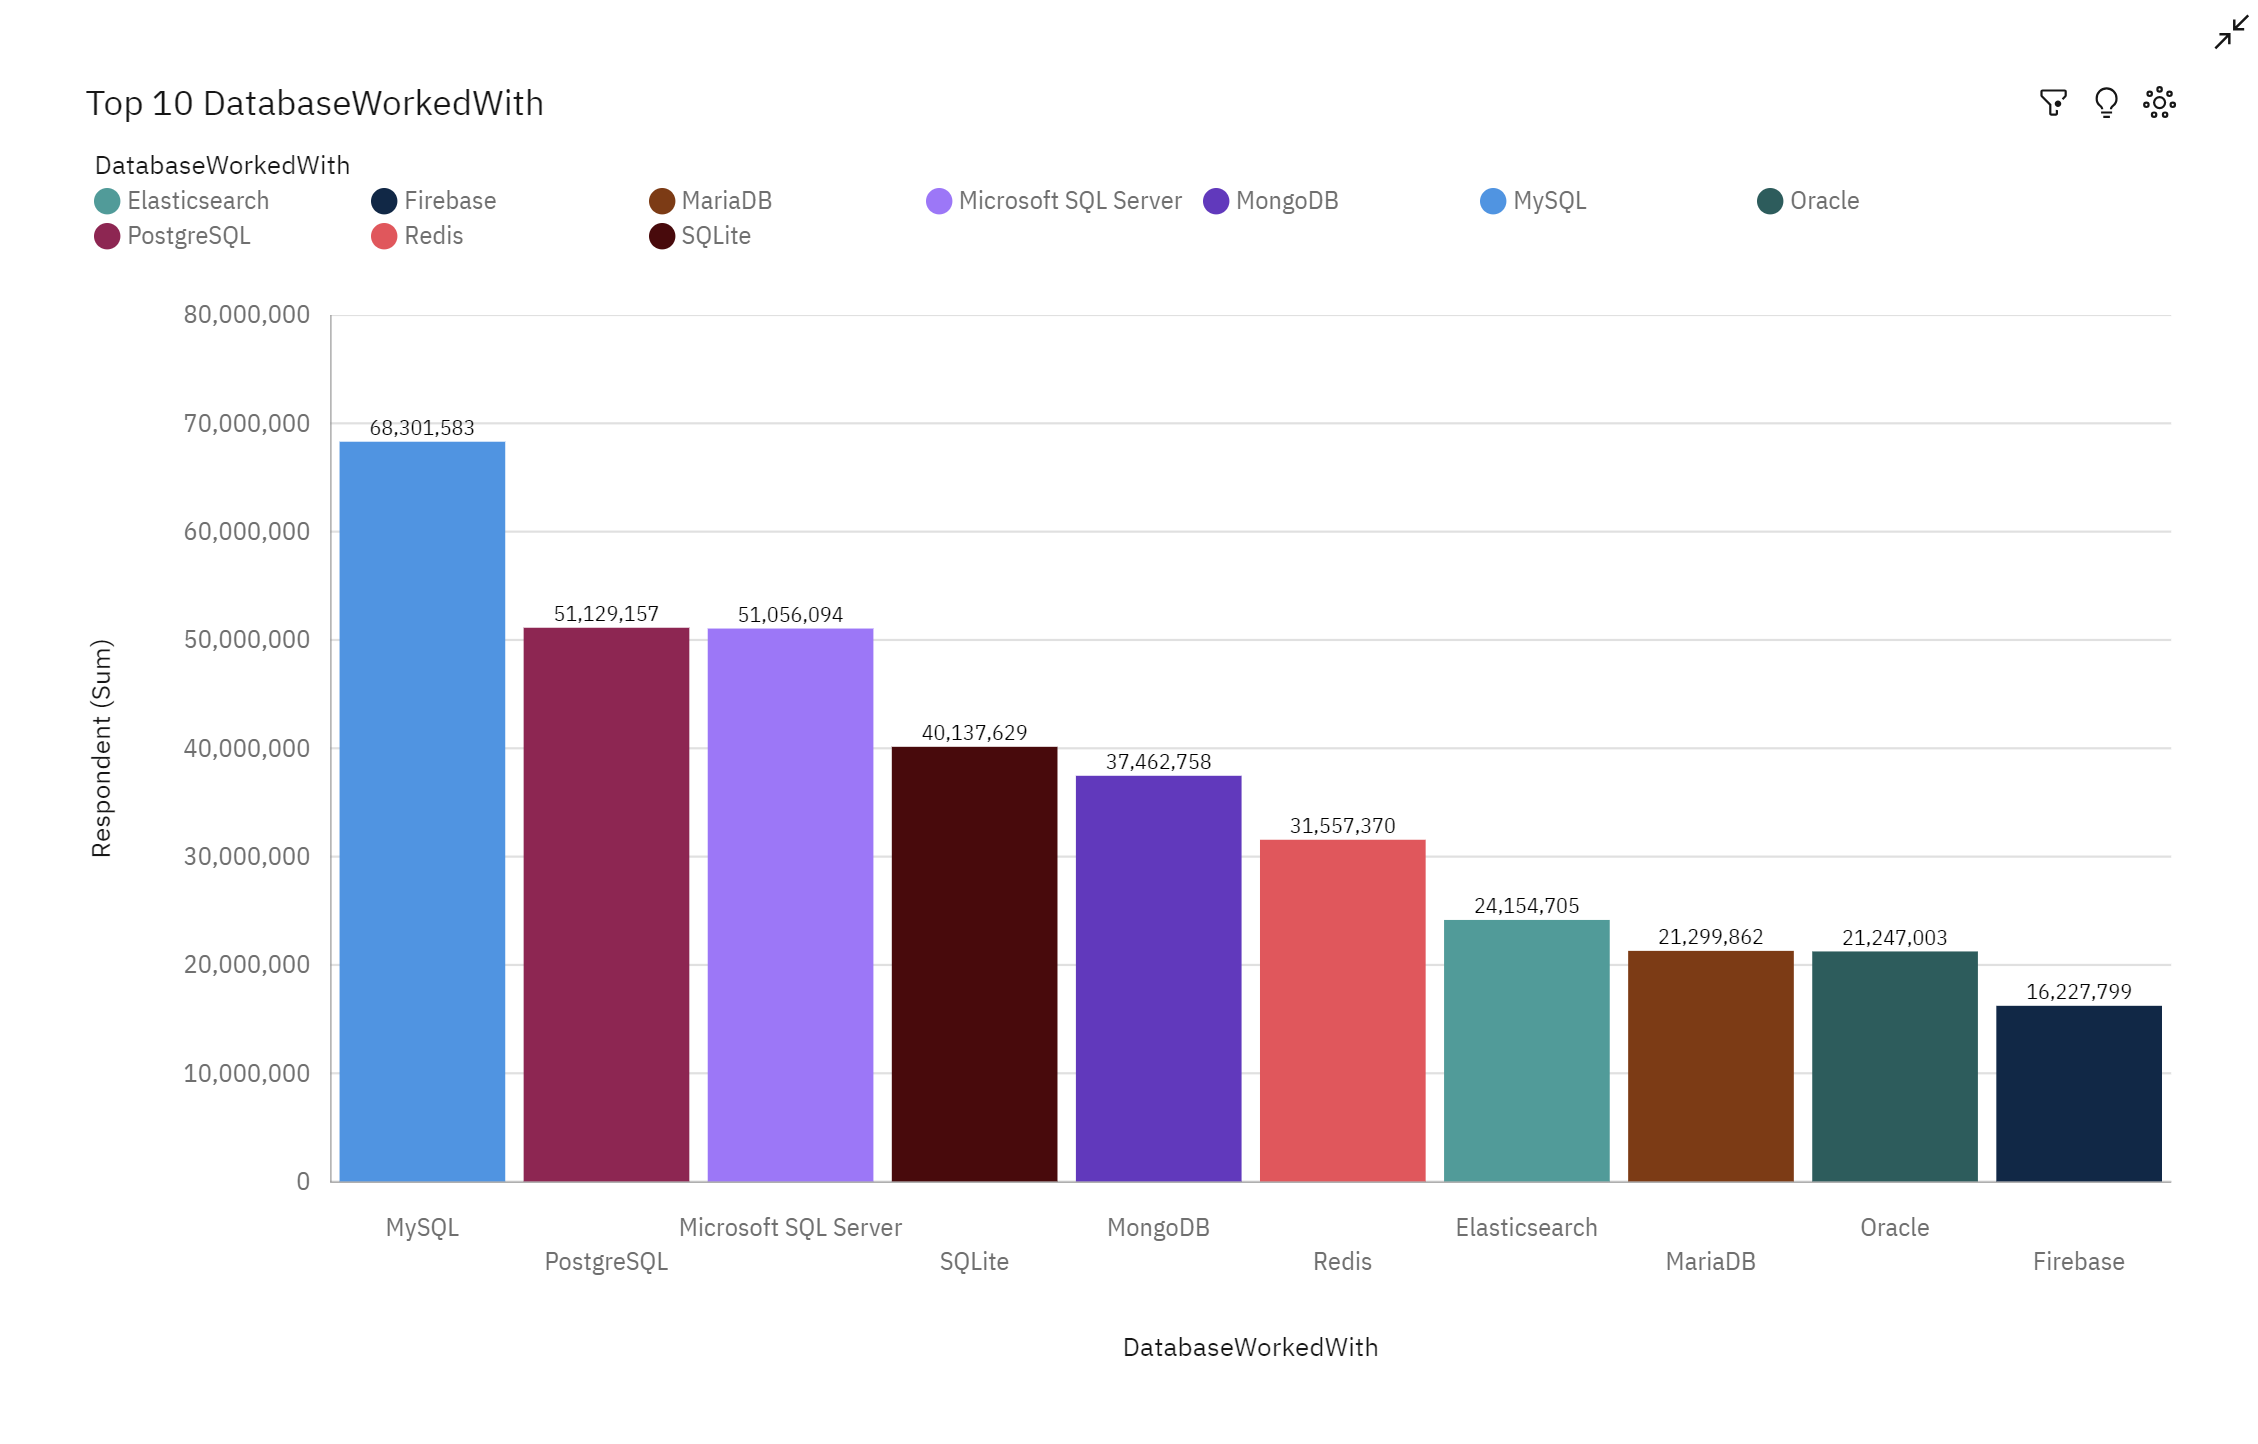 Top 10 DatabaseWorkedWith
DatabaseWorkedWith
Elasticsearch Firebase MariaDB Microsoft SQL Server MongoDB MySQL Oracle
PostgreSQL Redis SQLite
80,000,000
70,000,000
60,000,000
50,000,000
40,000,000
30,000,000
20,000,000
10,000,000
0
Respondent (Sum)
68,301,583
51,129,157
51,056,094
40,137,629
37,462,758
31,557,370
24,154,705
21,299,862
21,247,003
16,227,799
MySQL Microsoft SQL Server MongoDB Elasticsearch Oracle
PostgreSQL SQLite Redis MariaDB Firebase
DatabaseWorkedWith